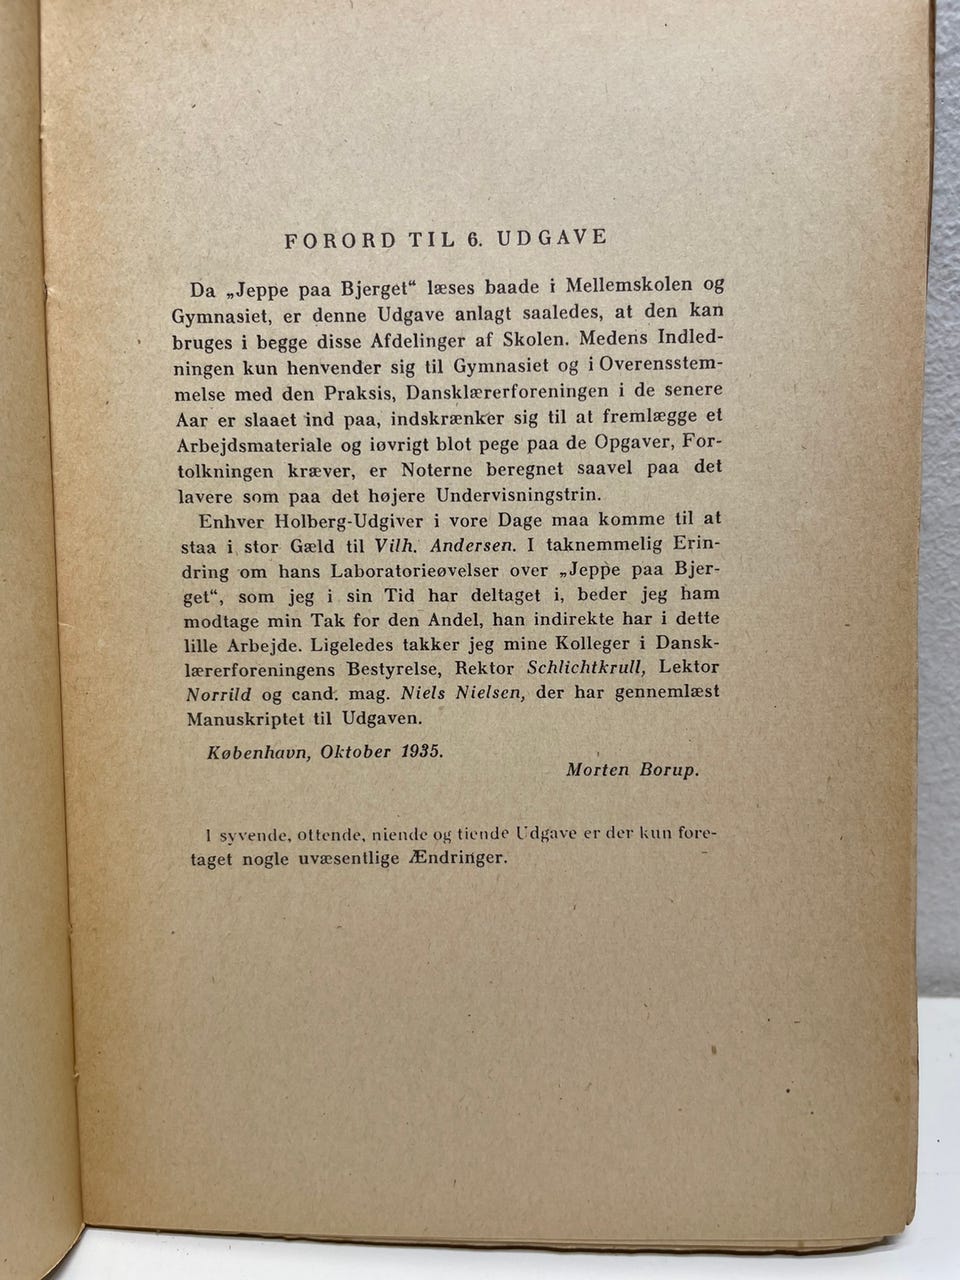 FORORD TIL 6. UDGAVE
Da „Jeppe paa Bjerget“ læses baade i Mellemskolen og
Gymnasiet, er denne Udgave anlagt saaledes, at den kan
bruges i begge disse Afdelinger af Skolen. Medens Indled-
ningen kun henvender sig til Gymnasiet og i Overensstem-
melse med den Praksis, Dansklærerforeningen i de senere
Aar er slaaet ind paa, indskrænker sig til at fremlægge et
Arbejdsmateriale og iøvrigt blot pege paa de Opgaver, For-
tolkningen kræver, er Noterne beregnet saavel paa det
lavere som paa det højere Undervisningstrin.
Enhver Holberg-Udgiver i vore Dage maa komme til at
staa i stor Gæld til Vilh. Andersen. I taknemmelig Erin-
dring om hans Laboratorieøvelser over „Jeppe paa Bjer-
get“, som jeg i sin Tid har deltaget i, beder jeg ham
modtage min Tak for den Andel, han indirekte har i dette
lille Arbejde. Ligeledes takker jeg mine Kolleger i Dansk-
lærerforeningens Bestyrelse, Rektor Schlichtkrull, Lektor
Norrild og cand. mag. Niels Nielsen, der har gennemlæst
Manuskriptet til Udgaven.
København, Oktober 1935.
Morten Borup.
I syvende, ottende, niende og tiende Udgave er der kun fore-
taget nogle uvæsentlige Ændringer.